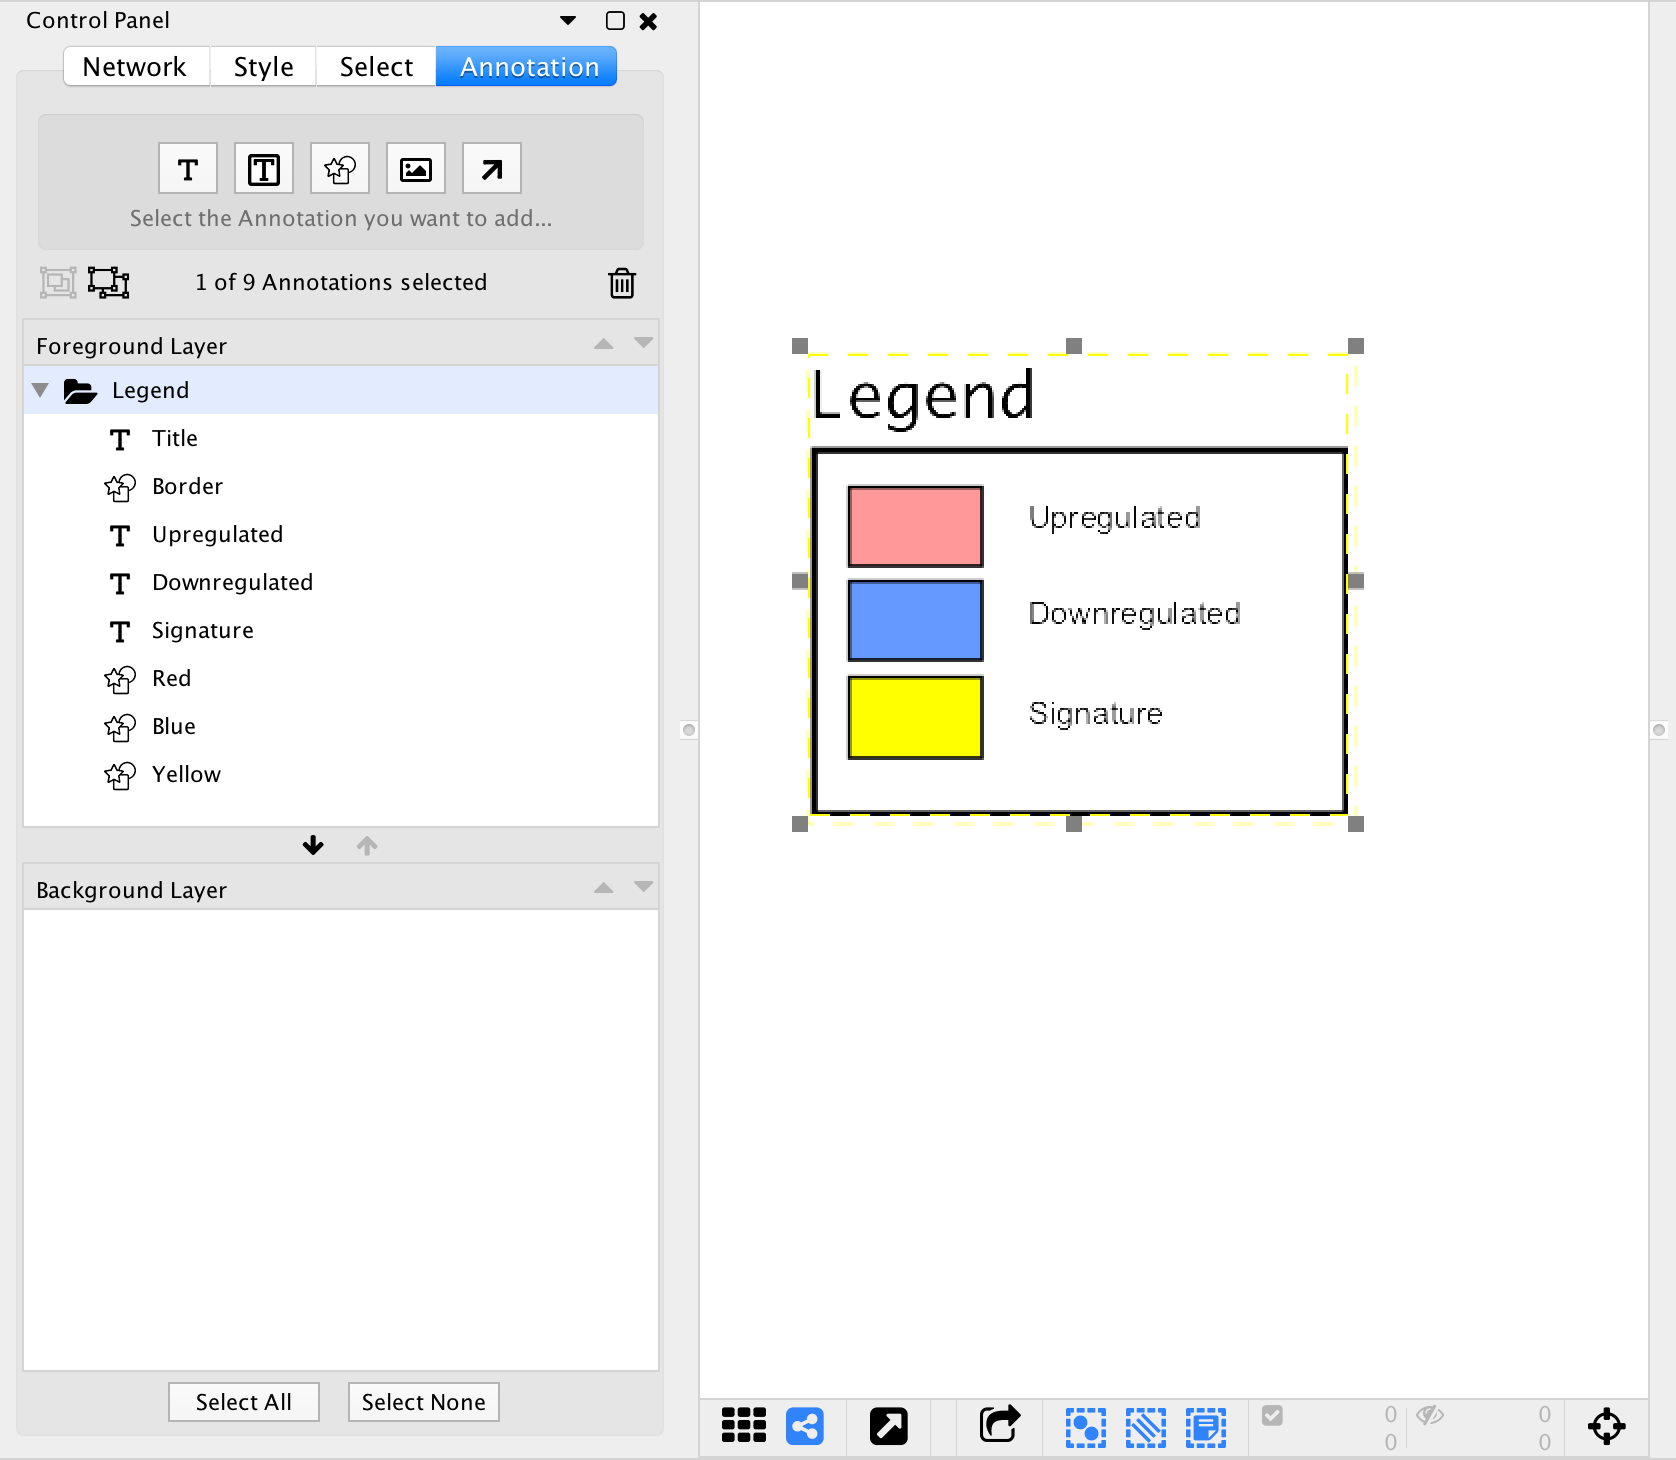 Control Panel
Network Style Select Annotation
T T
Select the Annotation you want to add...
1 of 9 Annotations selected
Foreground Layer
Legend
T Title
Border
T Upregulated
T Downregulated
T Signature
Red
Blue
Yellow
Background Layer
Select All Select None
Legend
Upregulated
Downregulated
Signature
0 0
0 0